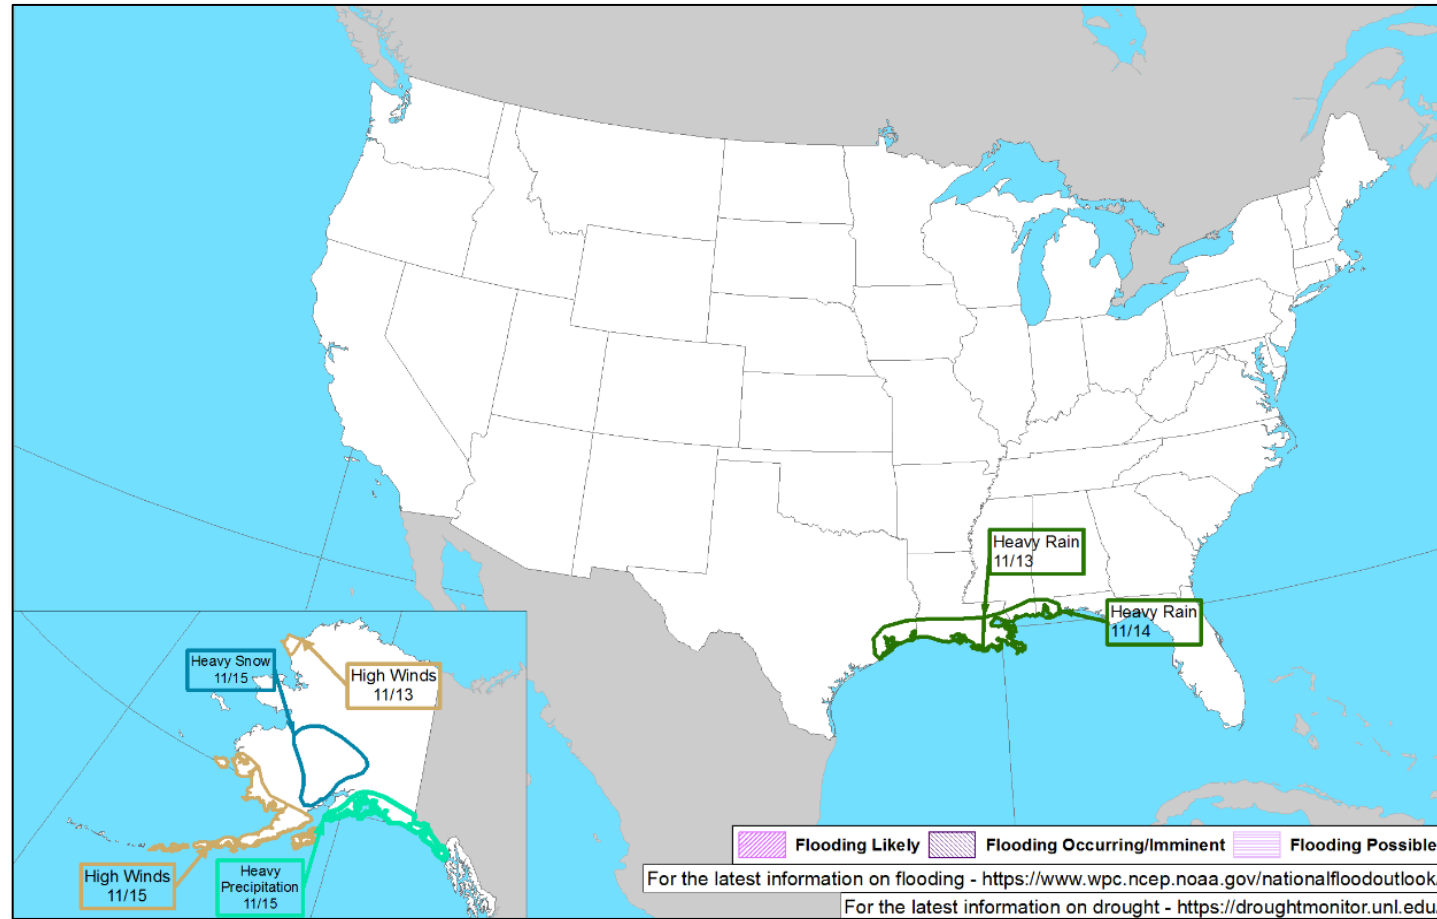 Heavy Rain
11/13
Heavy Rain
11/14
Heavy Snow
11/15
High Winds
11/13
High Winds
11/15
Heavy
Precipitation
11/15
Flooding Likely
Flooding Occurring/Imminent
Flooding Possible
For the latest information on flooding - https://www.wpc.ncep.noaa.gov/nationalfloodoutlook/
For the latest information on drought - https://droughtmonitor.unl.edu/